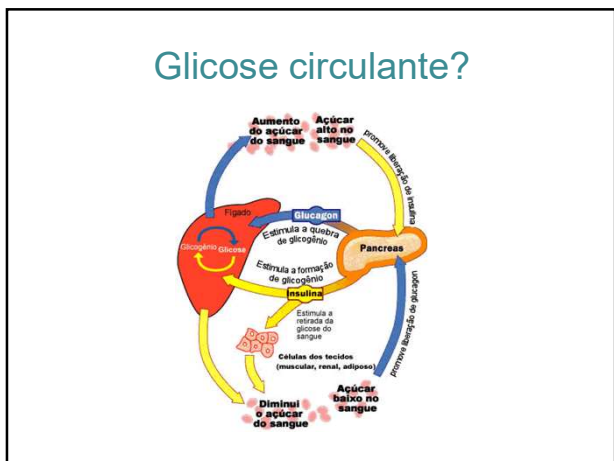 Glicose circulante?
Aumento
do açúcar
do sangue
Açúcar
alto no
sangue
promove liberação de insulina
Fígado
Glucagon
Estimula a quebra
de glicogênio
Glicogênio
Glicose
Pancreas
Estimula a formação
de glicogênio
Insulina
Estimula a
retirada da
glicose do
sangue
promove liberação de glucagon
Células dos tecidos
(muscular, renal, adiposo)
Diminui
o açúcar
do sangue
Açúcar
baixo no
sangue